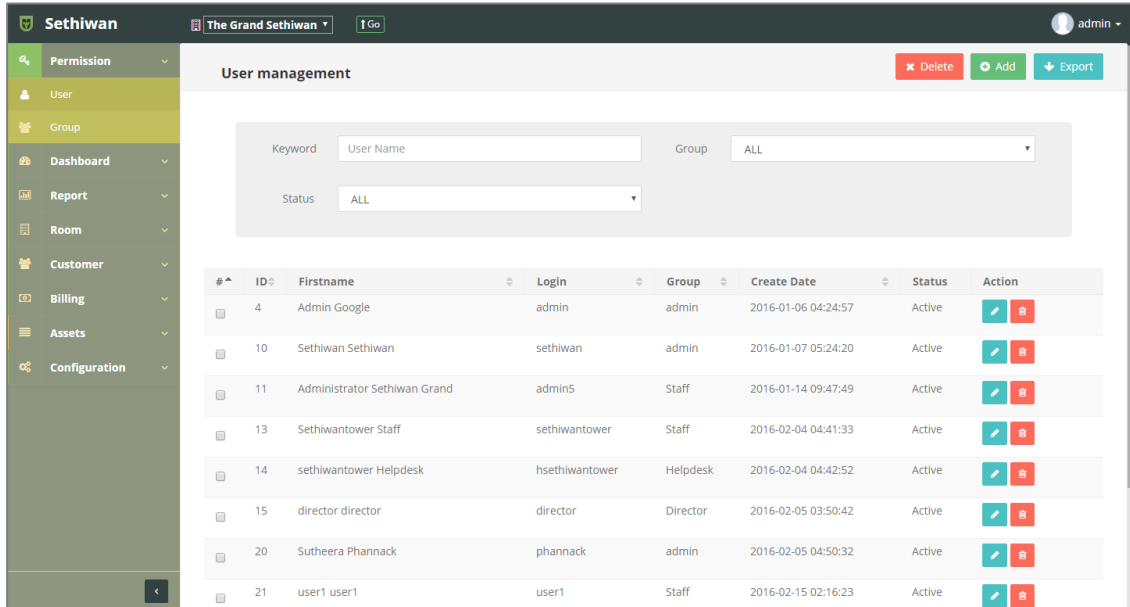 Sethiwan
The Grand Sethiwan
Go
admin
Permission
User
Group
Dashboard
Report
Room
Customer
Billing
Assets
Configuration
User management
Delete
Add
Export
Keyword User Name Group ALL
Status ALL
# ID Firstname Login Group Create Date Status Action
4 Admin Google admin admin 2016-01-06 04:24:57 Active
10 Sethiwan Sethiwan sethiwan admin 2016-01-07 05:24:20 Active
11 Administrator Sethiwan Grand admin5 Staff 2016-01-14 09:47:49 Active
13 Sethiwantower Staff sethiwantower Staff 2016-02-04 04:41:33 Active
14 sethiwantower Helpdesk hsethiwantower Helpdesk 2016-02-04 04:42:52 Active
15 director director director Director 2016-02-05 03:50:42 Active
20 Sutheera Phannack phannack admin 2016-02-05 04:50:32 Active
21 user1 user1 user1 Staff 2016-02-15 02:16:23 Active